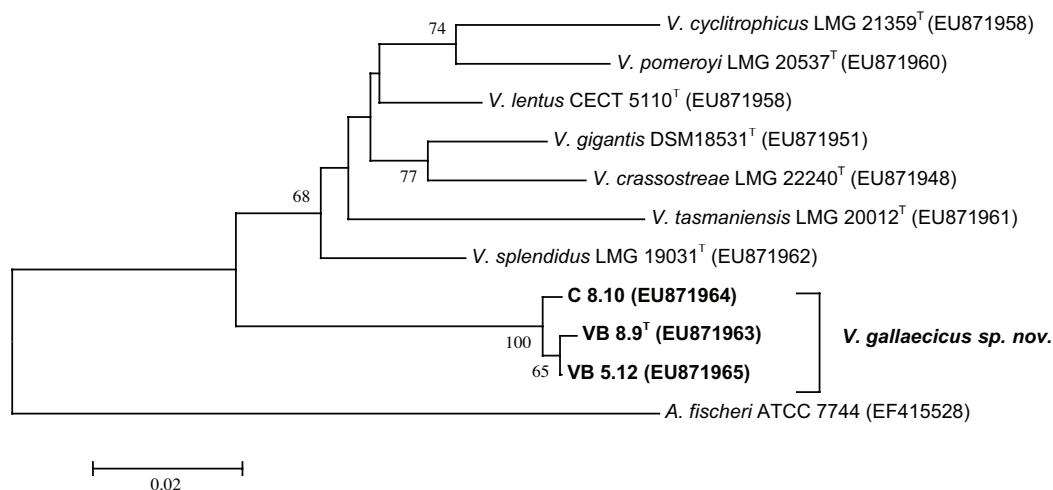 74
V. cyclitrophicus LMG 21359T (EU871958)
V. pomeroyi LMG 20537T (EU871960)
V. lentus CECT 5110T (EU871958)
V. gigantis DSM18531T (EU871951)
77
V. crassostreae LMG 22240T (EU871948)
68
V. tasmaniensis LMG 20012T (EU871961)
V. splendidus LMG 19031T (EU871962)
C 8.10 (EU871964)
100
VB 8.9T (EU871963)
V. gallaecicus sp. nov.
65
VB 5.12 (EU871965)
A. fischeri ATCC 7744 (EF415528)
0.02